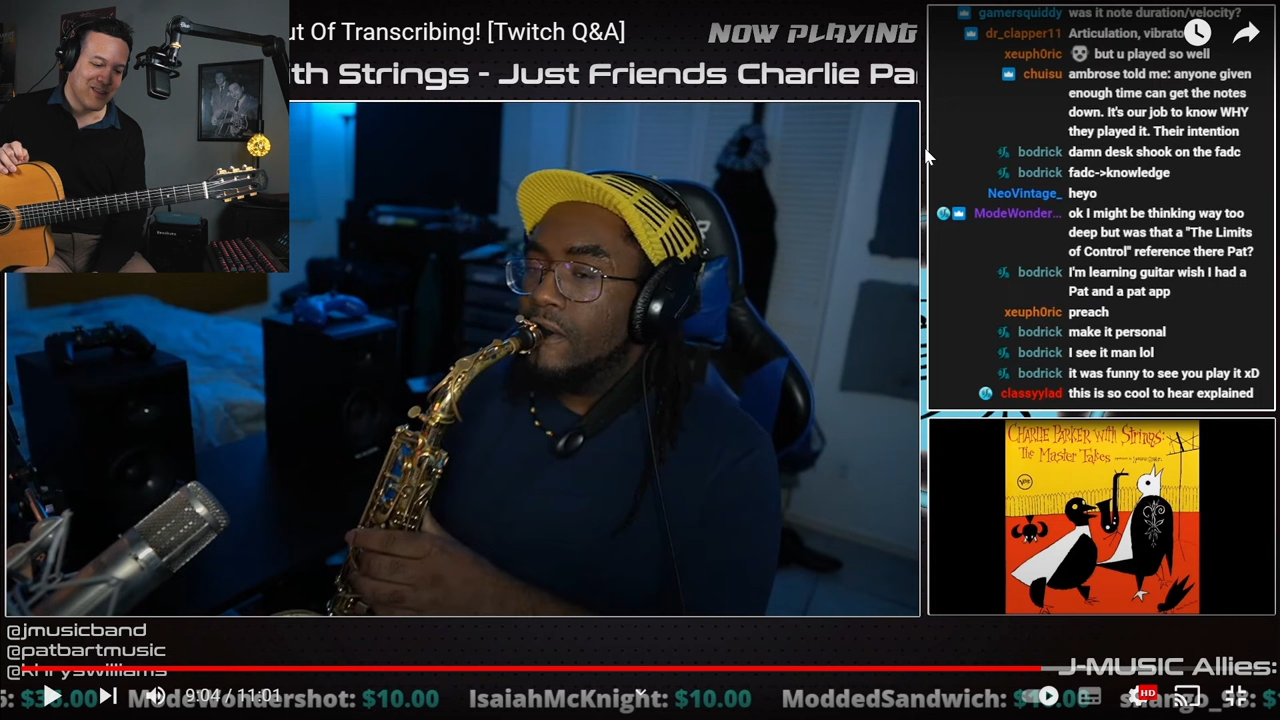 ut Of Transcribing! [Twitch Q&A]
NOW PLAYING
th Strings - Just Friends Charlie Pa
gamersquiddy was it note duration/velocity?
dr_clapper11 Articulation, vibrato
xeuph0ric but u played so well
chuisu ambrose told me: anyone given
enough time can get the notes
down. It's our job to know WHY
they played it. Their intention
bodrick damn desk shook on the fadc
bodrick fadc->knowledge
NeoVintage_ heyo
ModeWonder... ok I might be thinking way too
deep but was that a "The Limits
of Control" reference there Pat?
bodrick I'm learning guitar wish I had a
Pat and a pat app
xeuph0ric preach
bodrick make it personal
bodrick I see it man lol
bodrick it was funny to see you play it xD
classyylad this is so cool to hear explained
CHARLIE PARKER WITH STRINGS:
The Master Takes
@jmusicband
@patbartmusic
@khryswilliams
J-MUSIC Allies:
9:04 / 11:01
HD
IsaiahMcKnight: $10.00
ModdedSandwich:
$10.00